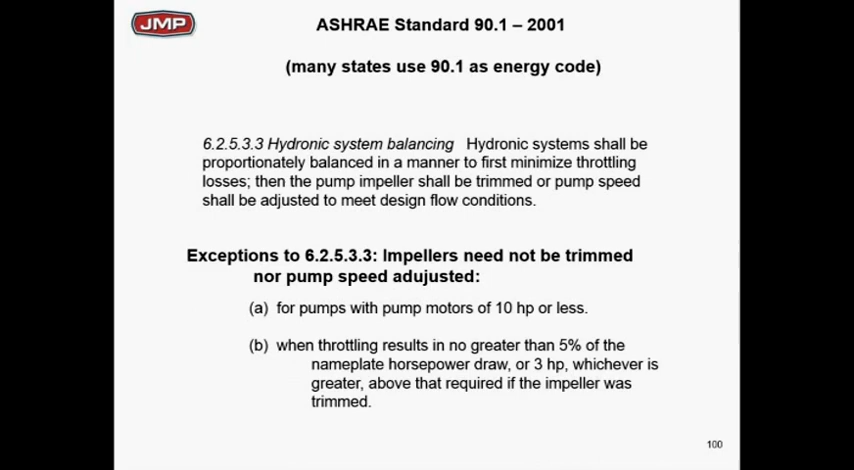 JMP
ASHRAE Standard 90.1 – 2001
(many states use 90.1 as energy code)
6.2.5.3.3 Hydronic system balancing Hydronic systems shall be
proportionately balanced in a manner to first minimize throttling
losses; then the pump impeller shall be trimmed or pump speed
shall be adjusted to meet design flow conditions.
Exceptions to 6.2.5.3.3: Impellers need not be trimmed
nor pump speed adujusted:
(a) for pumps with pump motors of 10 hp or less.
(b) when throttling results in no greater than 5% of the
nameplate horsepower draw, or 3 hp, whichever is
greater, above that required if the impeller was
trimmed.
100